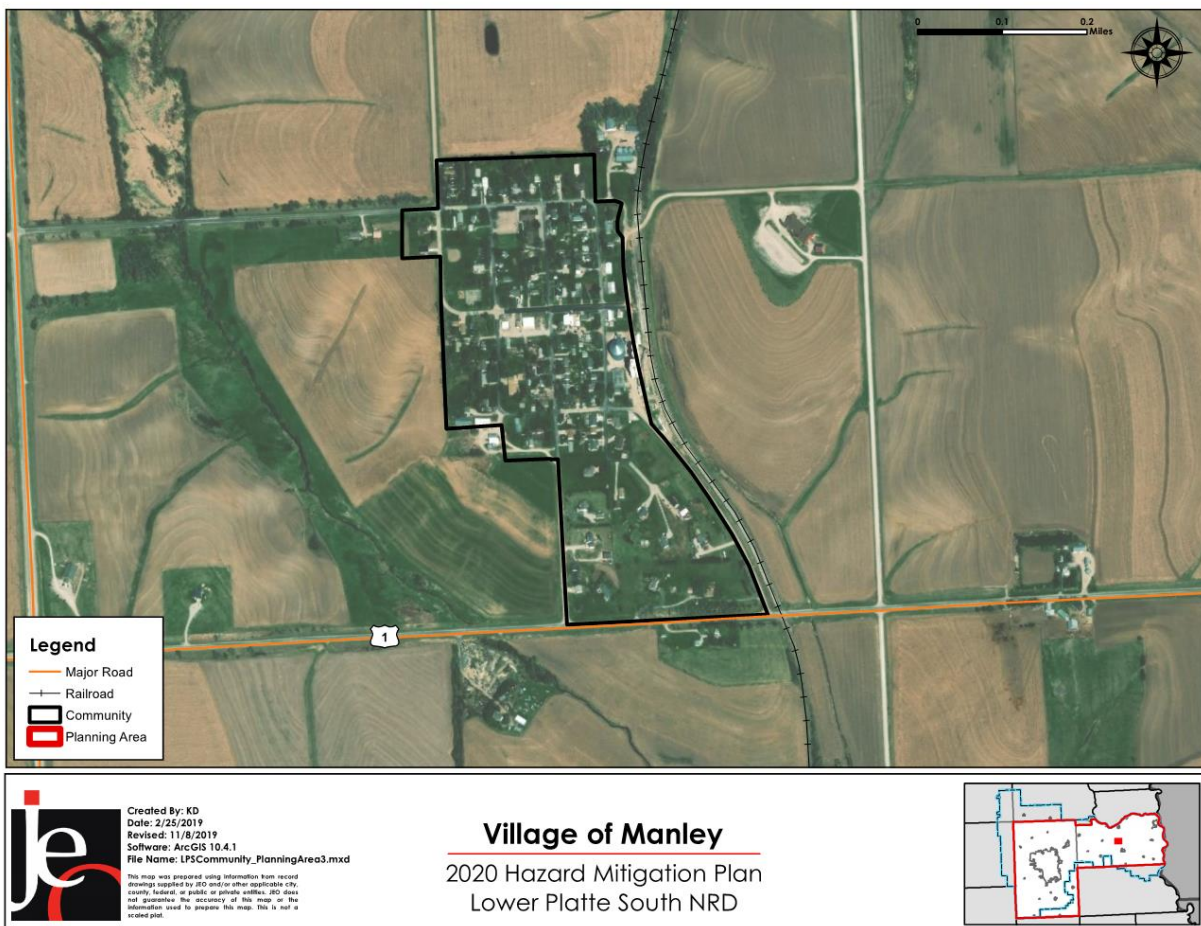 0 0.1 0.2
Miles
1
Legend
Major Road
Railroad
Community
Planning Area
jeo
Created By: KD
Date: 2/25/2019
Revised: 11/8/2019
Software: ArcGIS 10.4.1
File Name: LPSCommunity_PlanningArea3.mxd
This map was prepared using information from record
drawings supplied by JEO and/or other applicable city,
county, federal, or public or private entities. JEO does
not guarantee the accuracy of this map or the
information used to prepare this map. This is not a
scaled plat.
Village of Manley
2020 Hazard Mitigation Plan
Lower Platte South NRD